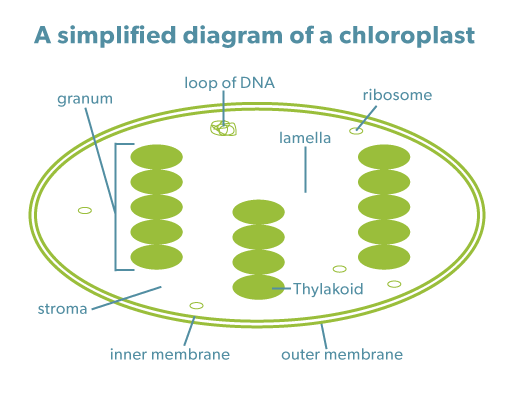 A simplified diagram of a chloroplast
loop of DNA
granum
ribosome
lamella
Thylakoid
stroma
inner membrane
outer membrane